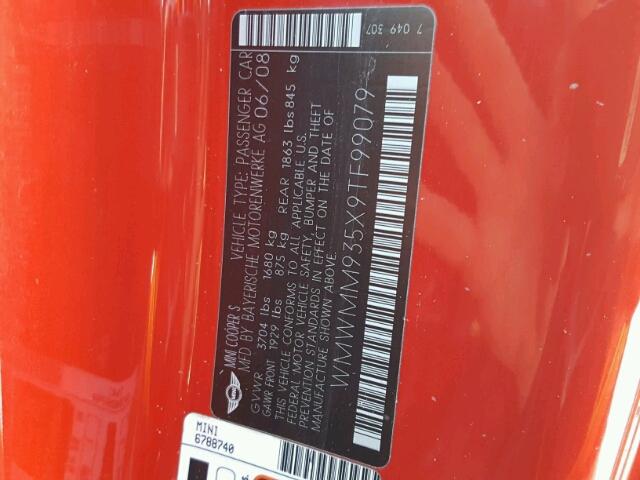 MINI COOPER S
VEHICLE TYPE: PASSENGER CAR
MFD BY BAYERISCHE MOTORENWERKE AG 06/08
GVWR 3704 lbs 1680 kg
GAWR FRONT 1929 lbs 875 kg REAR 1863 lbs 845 kg
THIS VEHICLE CONFORMS TO ALL APPLICABLE U.S.
FEDERAL MOTOR VEHICLE SAFETY, BUMPER AND THEFT
PREVENTION STANDARDS IN EFFECT ON THE DATE OF
MANUFACTURE SHOWN ABOVE.
WMWMM935X9TF99079
7 049 307
MINI
6788740